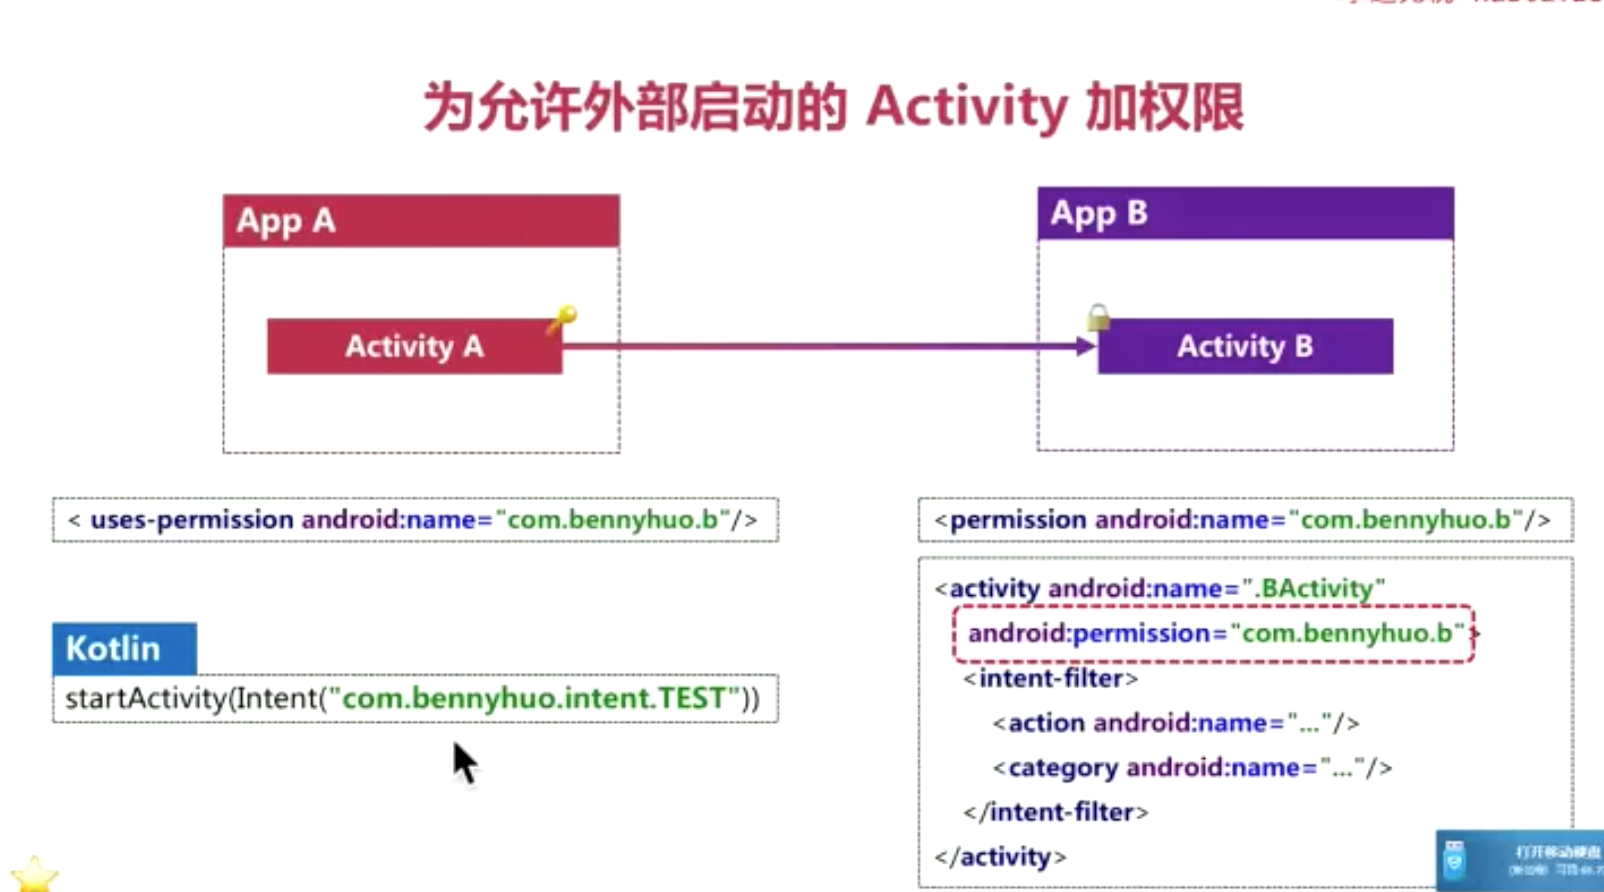 为允许外部启动的 Activity 加权限
App A
Activity A
App B
Activity B
< uses-permission android:name="com.bennyhuo.b"/>
Kotlin
startActivity(Intent("com.bennyhuo.intent.TEST"))
<permission android:name="com.bennyhuo.b"/>
<activity android:name=".BActivity"
android:permission="com.bennyhuo.b">
<intent-filter>
<action android:name="..."/>
<category android:name="..."/>
</intent-filter>
</activity>
打开移动硬盘